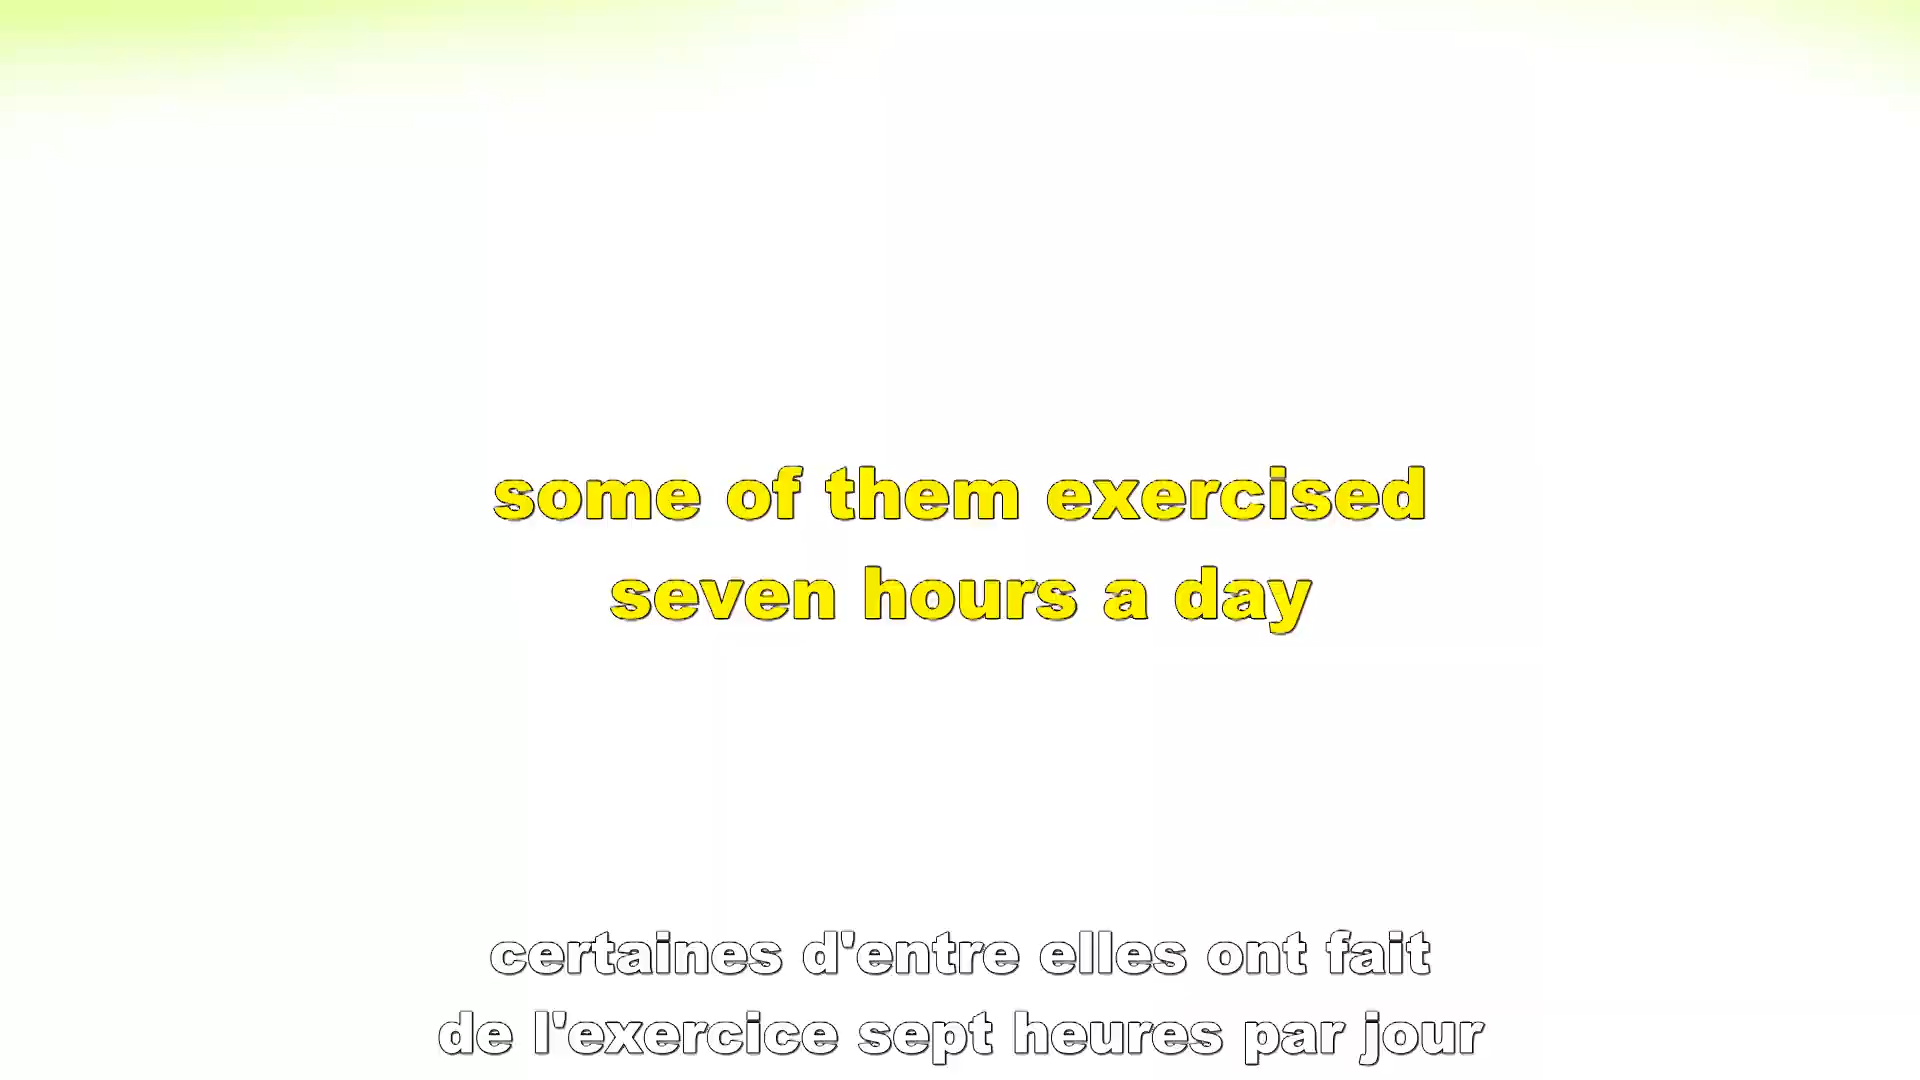 some of them exercised
seven hours a day
certaines d'entre elles ont fait
de l'exercice sept heures par jour